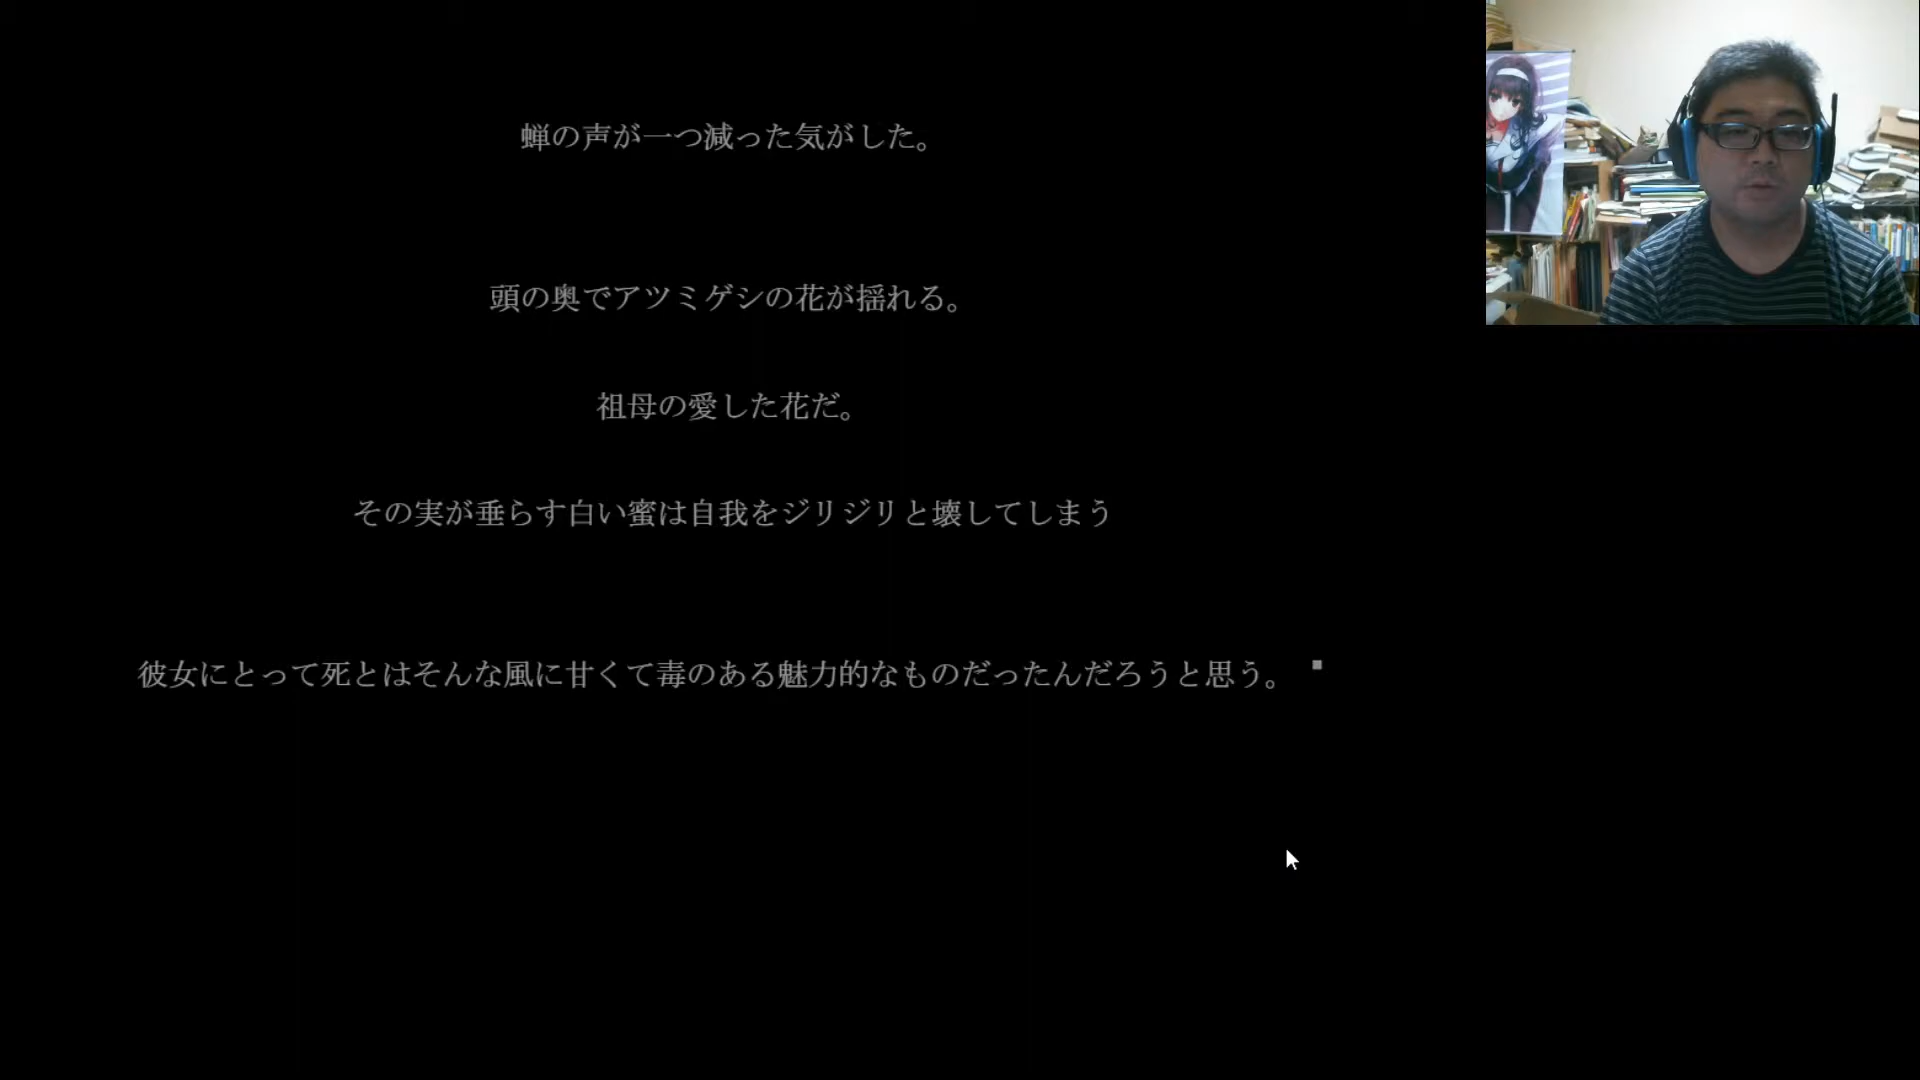 蝉の声が一つ減った気がした。
頭の奥でアツミゲシの花が揺れる。
祖母の愛した花だ。
その実が垂らす白い蜜は自我をジリジリと壊してしまう
彼女にとって死とはそんな風に甘くて毒のある魅力的なものだったんだろうと思う。